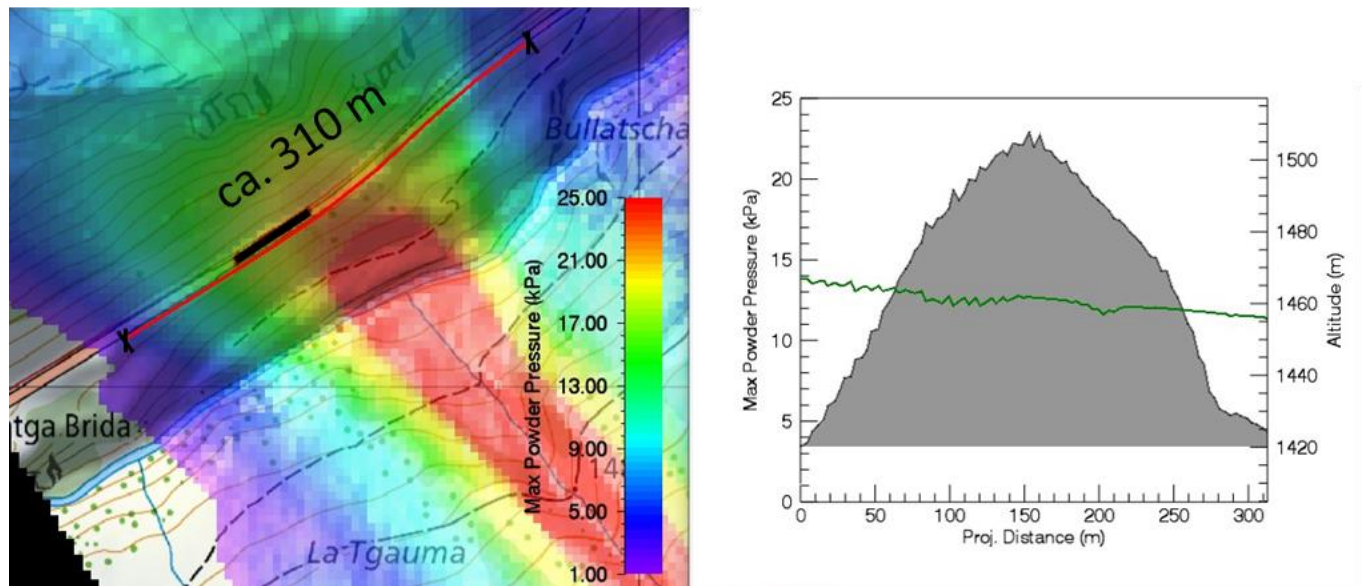 ca. 310 m
Bullatscha
tga Brida
La Tgauma
Max Powder Pressure (kPa)
25.00
21.00
17.00
13.00
9.00
5.00
1.00
Max Powder Pressure (kPa)
25
20
15
10
5
0
0 50 100 150 200 250 300
Proj. Distance (m)
1500
1480
1460
1440
1420
Altitude (m)